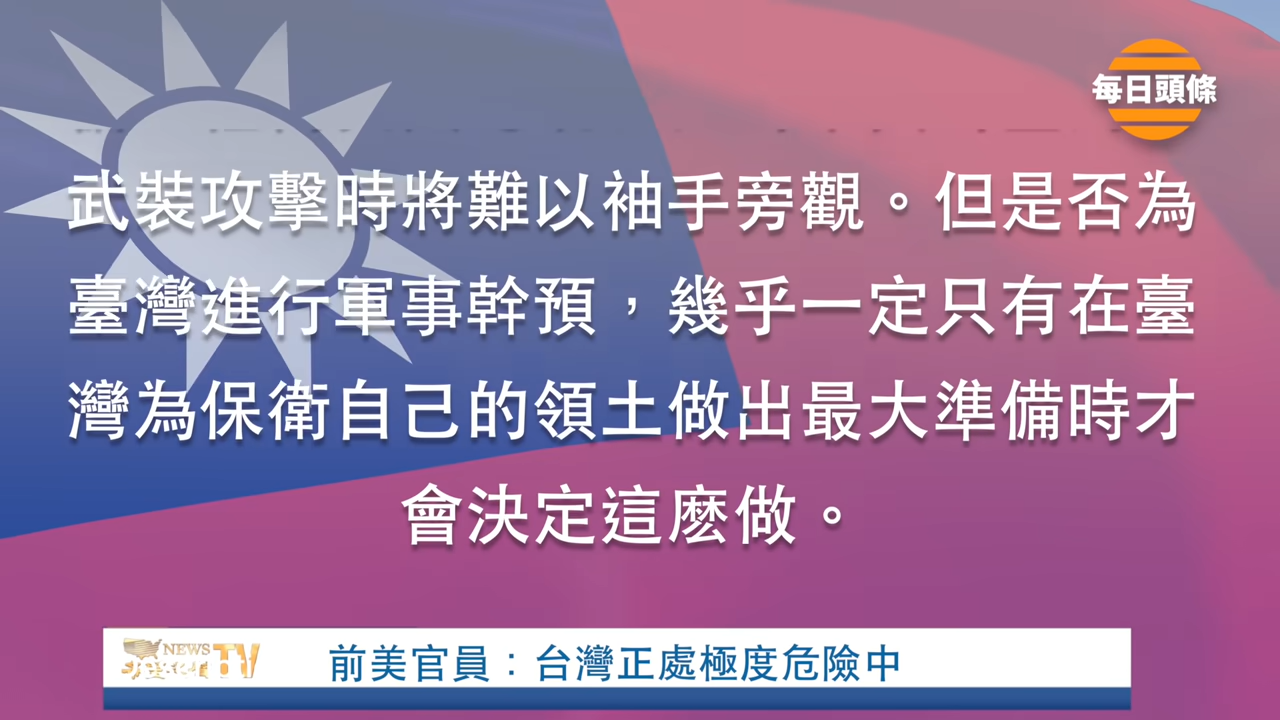 每日頭條
武裝攻擊時將難以袖手旁觀。但是否為
臺灣進行軍事幹預,幾乎一定只有在臺
灣為保衛自己的領土做出最大準備時才
會決定這麽做。
NEWS
TV
前美官員:台灣正處極度危險中